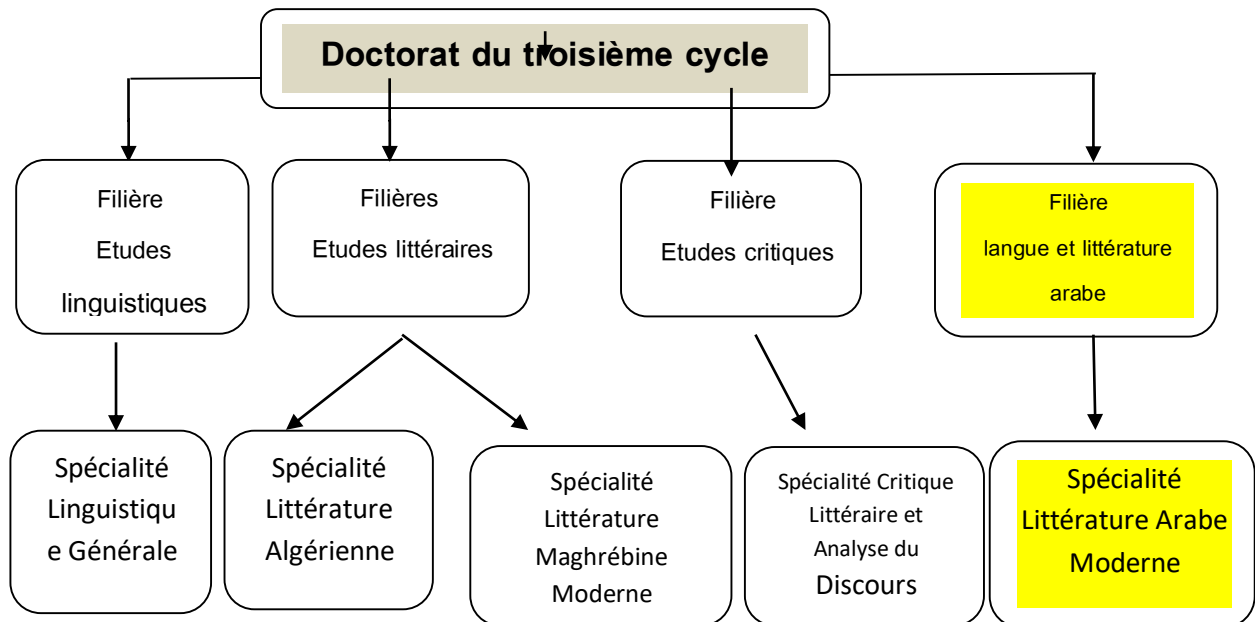 Doctorat du troisième cycle
Filière
Etudes
linguistiques
Filières
Etudes littéraires
Filière
Etudes critiques
Filière
langue et littérature
arabe
Spécialité
Linguistiqu
e Générale
Spécialité
Littérature
Algérienne
Spécialité
Littérature
Maghrébine
Moderne
Spécialité Critique
Littéraire et
Analyse du
Discours
Spécialité
Littérature Arabe
Moderne